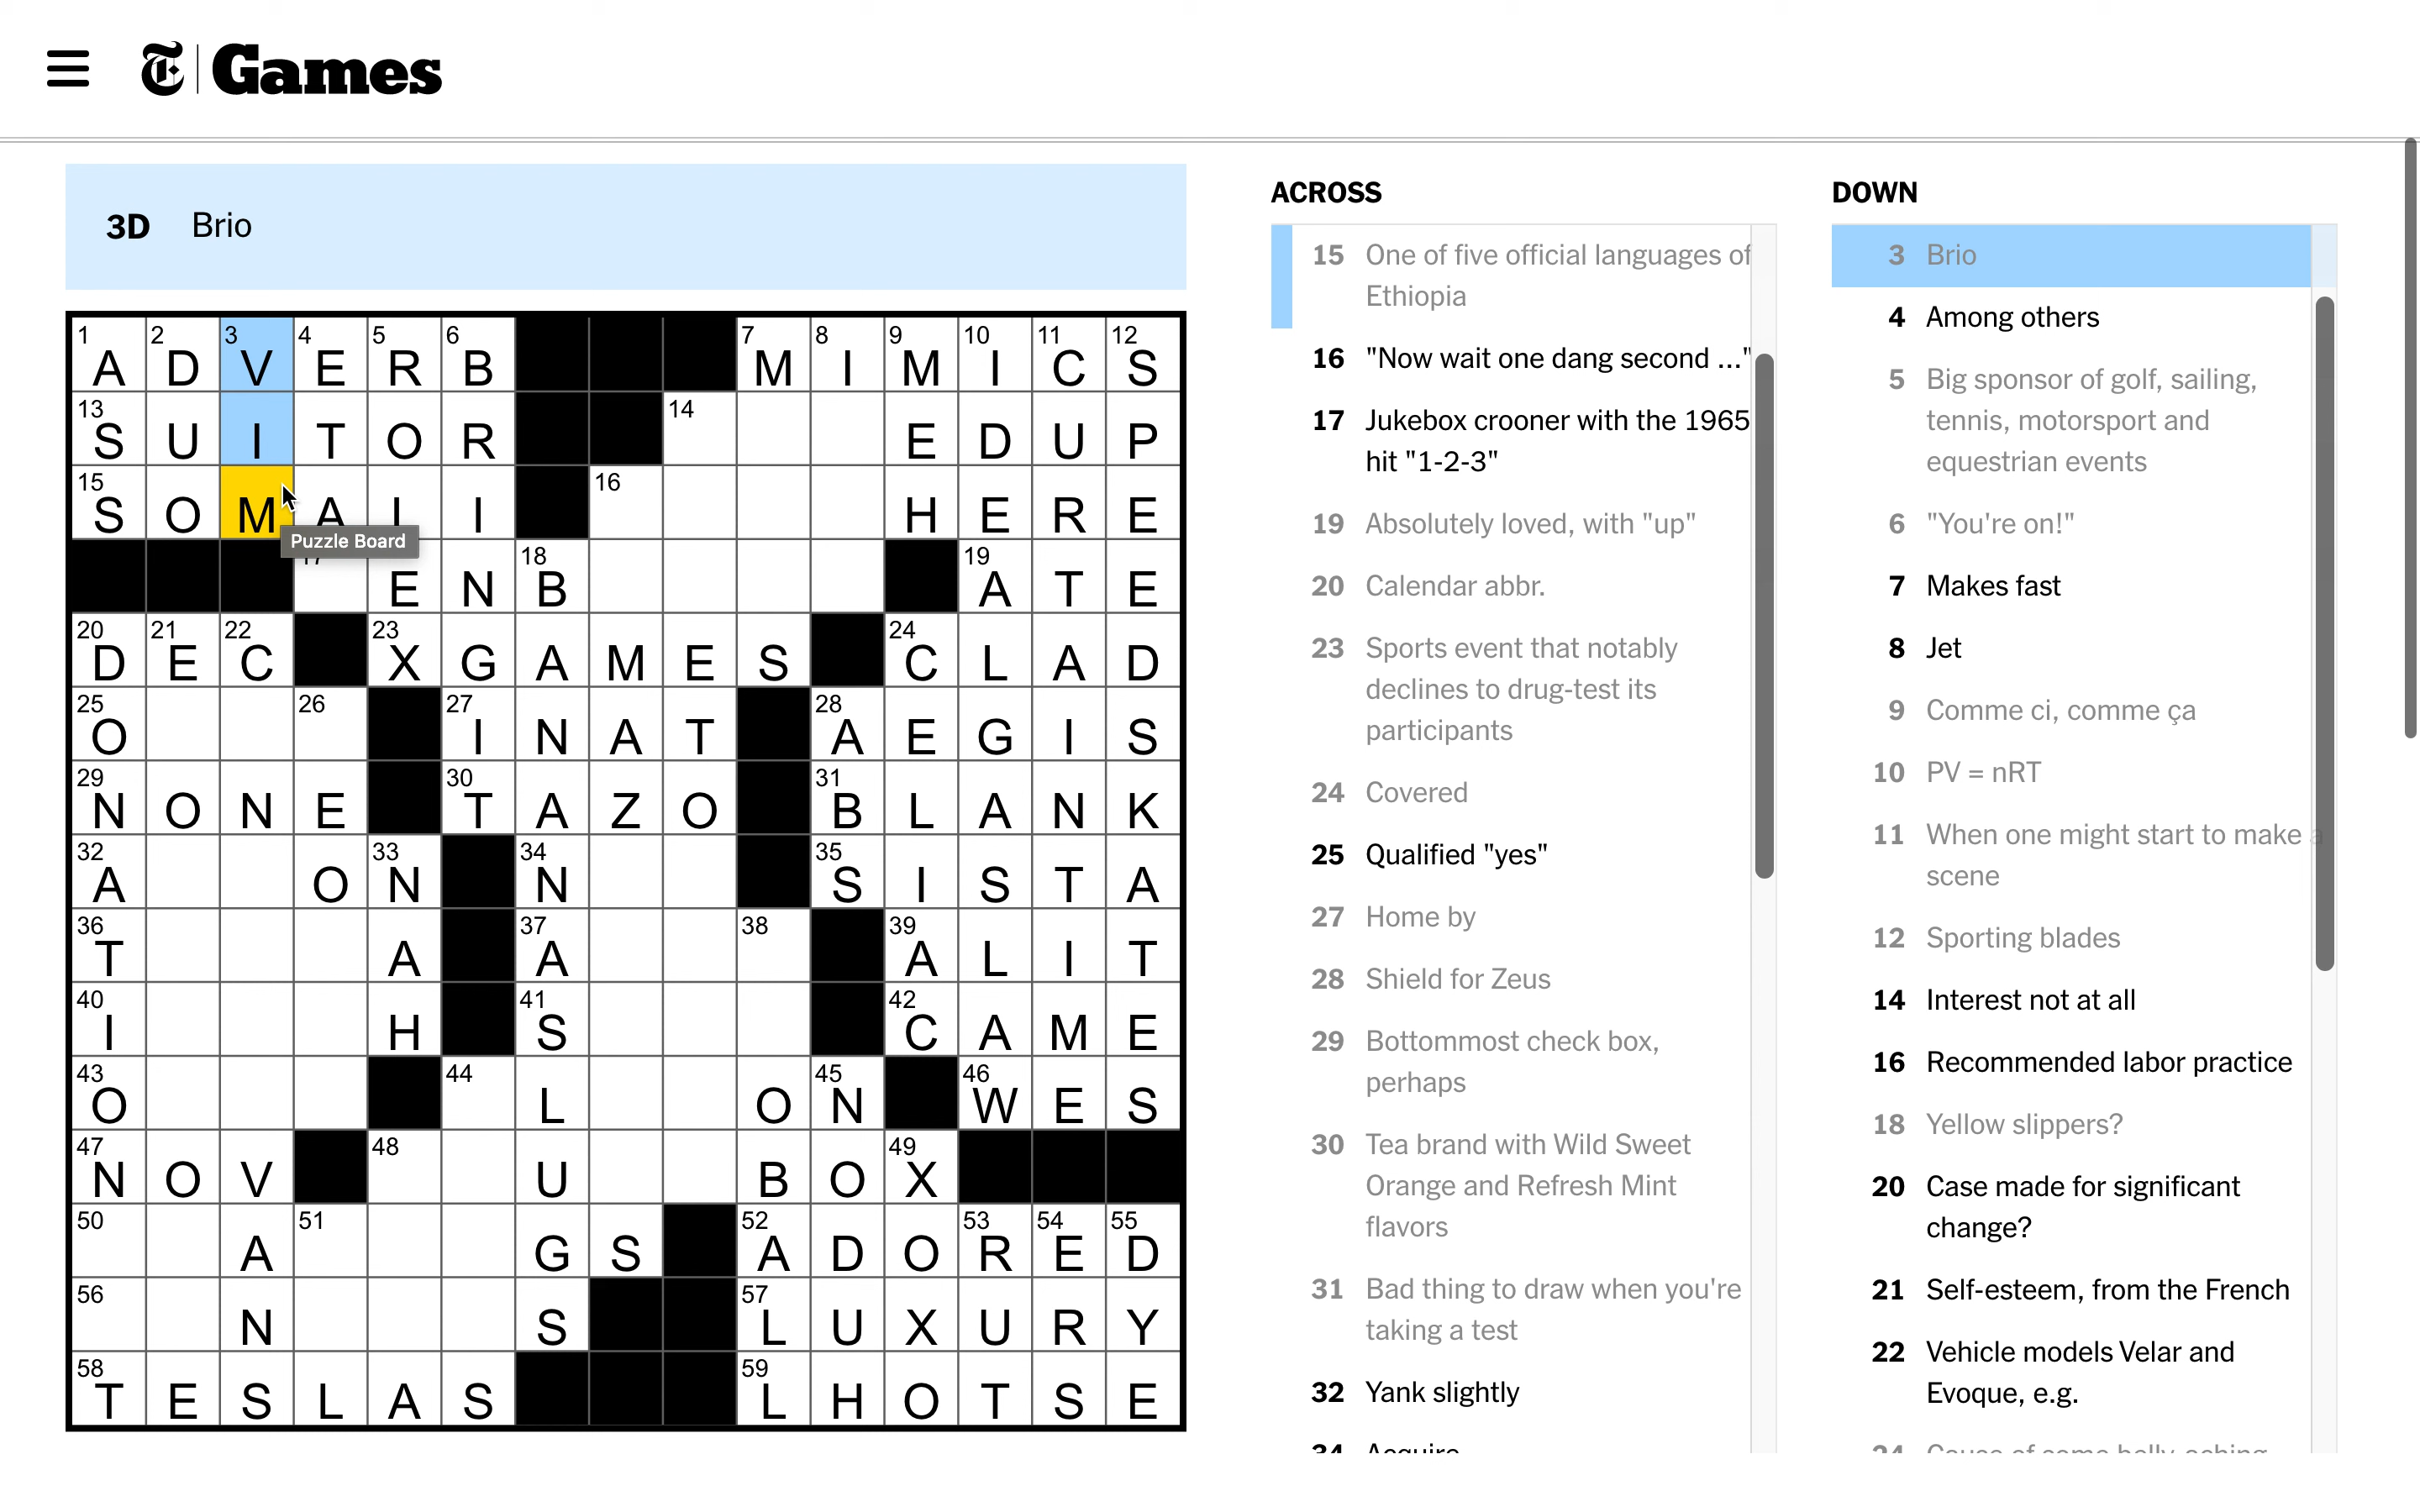 T Games
3D Brio
ACROSS
15 One of five official languages of
Ethiopia
16 "Now wait one dang second ..."
17 Jukebox crooner with the 1965
hit "1-2-3"
19 Absolutely loved, with "up"
20 Calendar abbr.
23 Sports event that notably
declines to drug-test its
participants
24 Covered
25 Qualified "yes"
27 Home by
28 Shield for Zeus
29 Bottommost check box,
perhaps
30 Tea brand with Wild Sweet
Orange and Refresh Mint
flavors
31 Bad thing to draw when you're
taking a test
32 Yank slightly
34 Acquire
DOWN
3 Brio
4 Among others
5 Big sponsor of golf, sailing,
tennis, motorsport and
equestrian events
6 "You're on!"
7 Makes fast
8 Jet
9 Comme ci, comme ça
10 PV = nRT
11 When one might start to make a
scene
12 Sporting blades
14 Interest not at all
16 Recommended labor practice
18 Yellow slippers?
20 Case made for significant
change?
21 Self-esteem, from the French
22 Vehicle models Velar and
Evoque, e.g.
24 Cause of some belly aching
1 2 3 4 5 6 7 8 9 10 11 12
A D V E R B M I M I C S
13 14
S U I T O R E D U P
15 16
S O M A L I H E R E
Puzzle Board
17 18 19
E N B A T E
20 21 22 23 24
D E C X G A M E S C L A D
25 26 27 28
O I N A T A E G I S
29 30 31
N O N E T A Z O B L A N K
32 33 34 35
A O N N S I S T A
36 37 38 39
T A A A L I T
40 41 42
I H S C A M E
43 44 45 46
O L O N W E S
47 48 49
N O V U B O X
50 51 52 53 54 55
A G S A D O R E D
56 57
N S L U X U R Y
58 59
T E S L A S L H O T S E